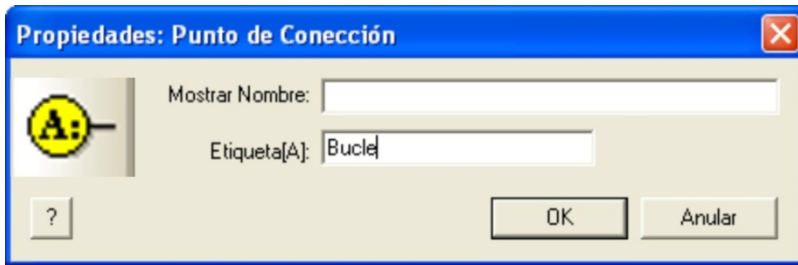 Propiedades: Punto de Conección
A:
Mostrar Nombre:
Etiqueta[A]: Bucle
? OK Anular